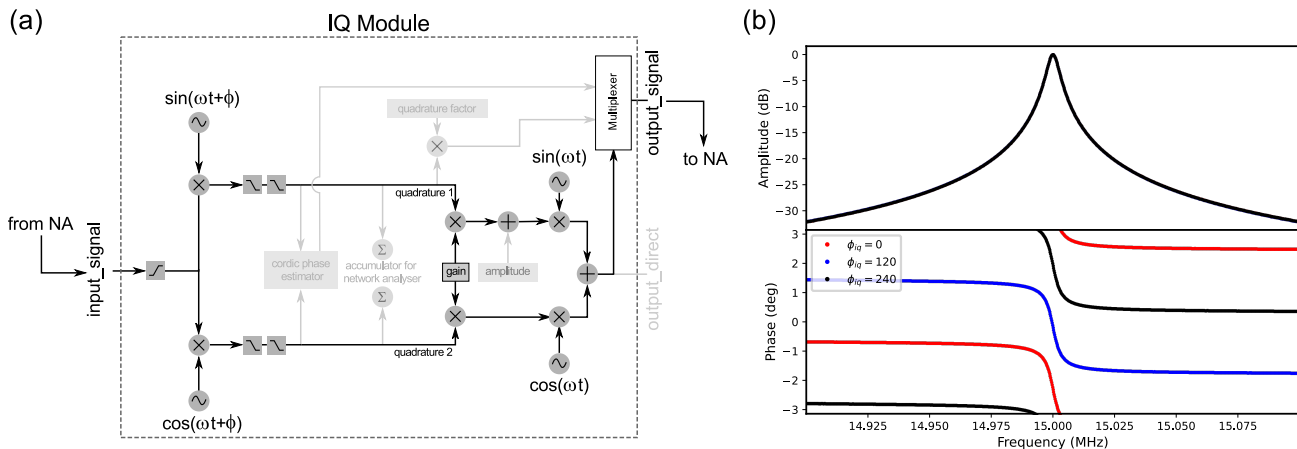 (a)
IQ Module
sin(ωt+ϕ)
quadrature factor
Multiplexer
output_signal
to NA
sin(ωt)
quadrature 1
from NA
input_signal
cordic phase
estimator
Σ
accumulator for
network analyser
Σ
gain
amplitude
output_direct
quadrature 2
cos(ωt)
cos(ωt+ϕ)
(b)
Amplitude (dB)
0
−5
−10
−15
−20
−25
−30
Phase (deg)
3
2
1
0
−1
−2
−3
ϕiq = 0
ϕiq = 120
ϕiq = 240
14.925 14.950 14.975 15.000 15.025 15.050 15.075
Frequency (MHz)